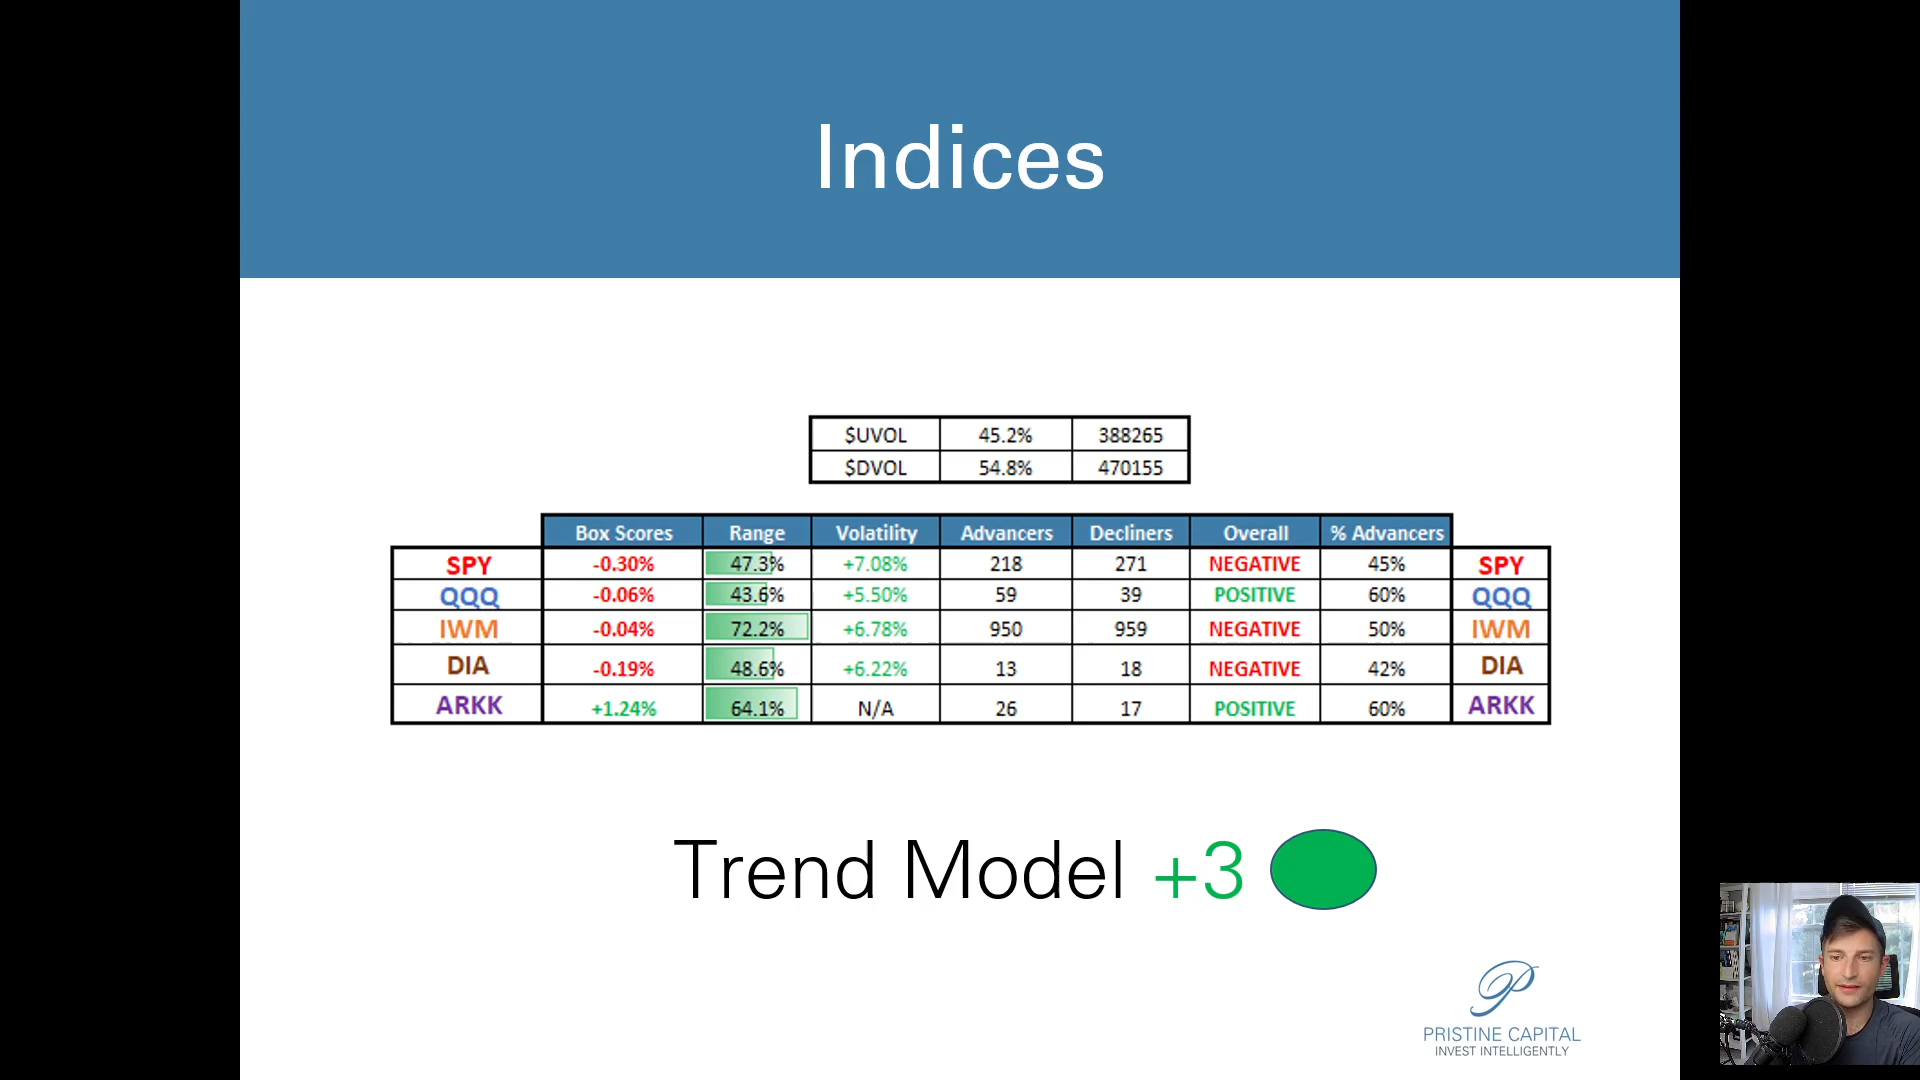 Indices
$UVOL 45.2% 388265
$DVOL 54.8% 470155
Box Scores Range Volatility Advancers Decliners Overall % Advancers
SPY -0.30% 47.3% +7.08% 218 271 NEGATIVE 45% SPY
QQQ -0.06% 43.6% +5.50% 59 39 POSITIVE 60% QQQ
IWM -0.04% 72.2% +6.78% 950 959 NEGATIVE 50% IWM
DIA -0.19% 48.6% +6.22% 13 18 NEGATIVE 42% DIA
ARKK +1.24% 64.1% N/A 26 17 POSITIVE 60% ARKK
Trend Model +3
P
PRISTINE CAPITAL
INVEST INTELLIGENTLY